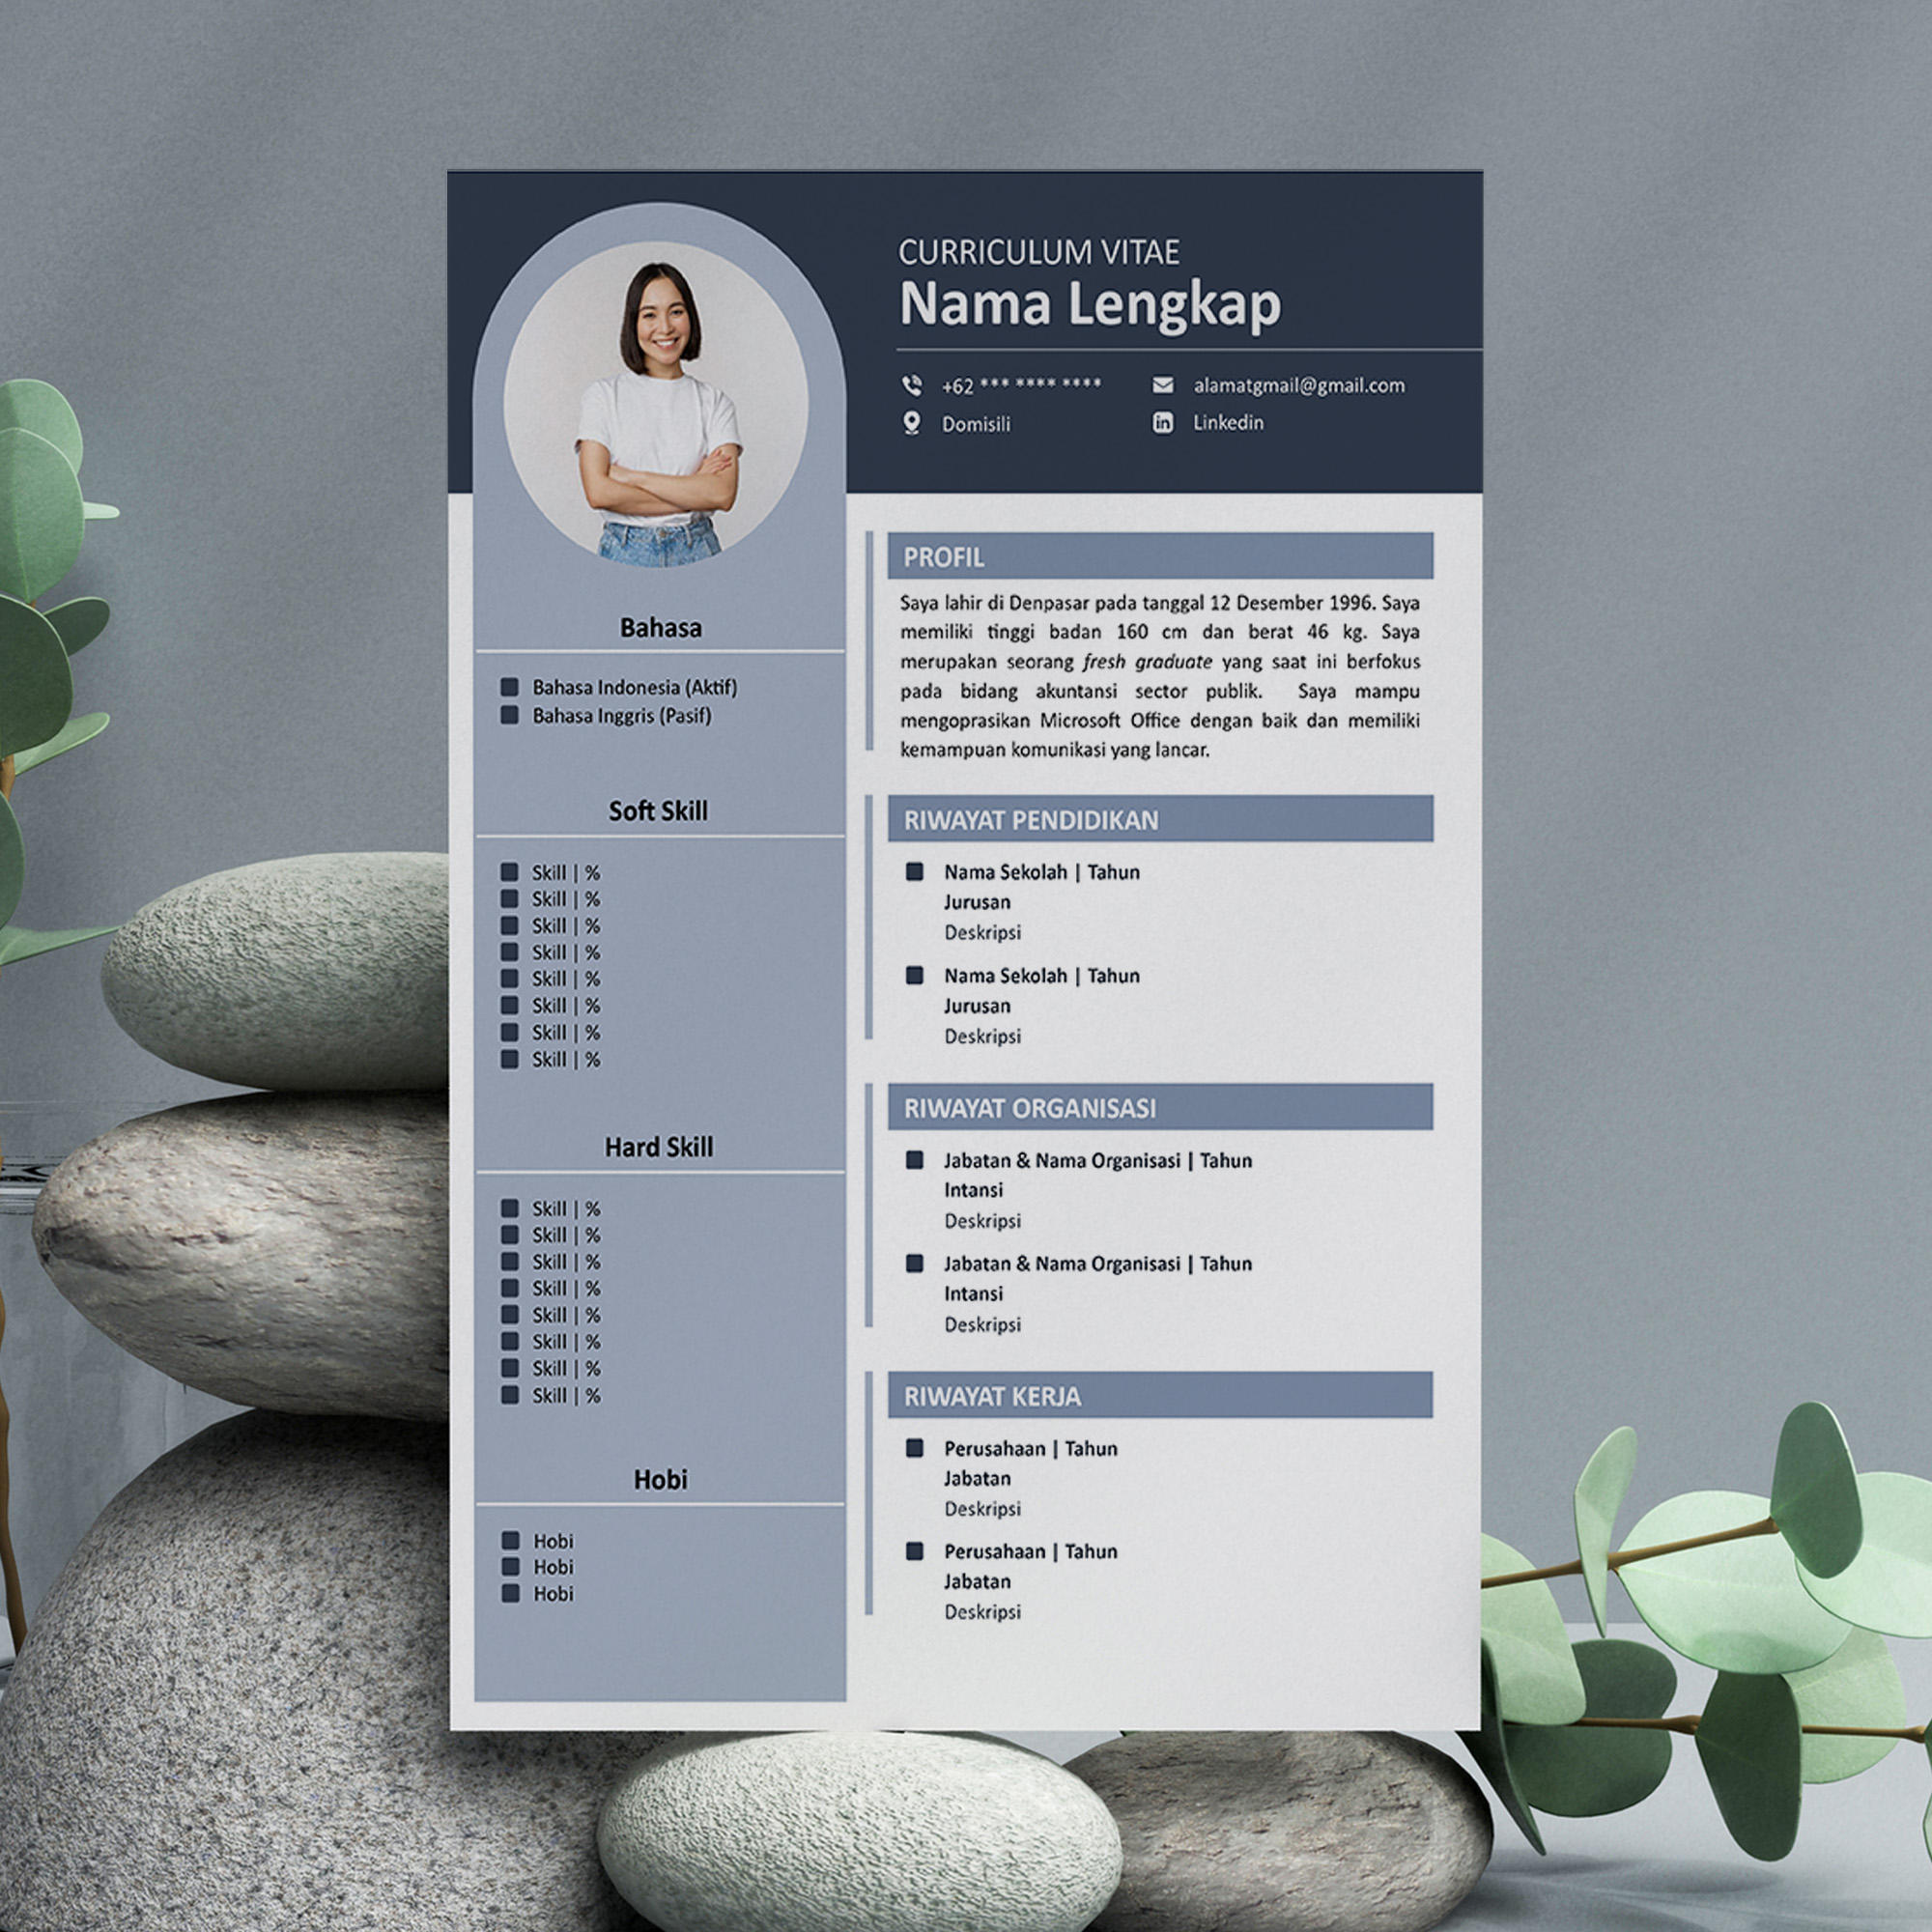 CURRICULUM VITAE
Nama Lengkap
+62 *** **** ****
alamatgmail@gmail.com
Domisili
Linkedin
Bahasa
Bahasa Indonesia (Aktif)
Bahasa Inggris (Pasif)
Soft Skill
Skill | %
Skill | %
Skill | %
Skill | %
Skill | %
Skill | %
Skill | %
Skill | %
Hard Skill
Skill | %
Skill | %
Skill | %
Skill | %
Skill | %
Skill | %
Skill | %
Skill | %
Hobi
Hobi
Hobi
Hobi
PROFIL
Saya lahir di Denpasar pada tanggal 12 Desember 1996. Saya
memiliki tinggi badan 160 cm dan berat 46 kg. Saya
merupakan seorang fresh graduate yang saat ini berfokus
pada bidang akuntansi sector publik. Saya mampu
mengoprasikan Microsoft Office dengan baik dan memiliki
kemampuan komunikasi yang lancar.
RIWAYAT PENDIDIKAN
Nama Sekolah | Tahun
Jurusan
Deskripsi
Nama Sekolah | Tahun
Jurusan
Deskripsi
RIWAYAT ORGANISASI
Jabatan & Nama Organisasi | Tahun
Intansi
Deskripsi
Jabatan & Nama Organisasi | Tahun
Intansi
Deskripsi
RIWAYAT KERJA
Perusahaan | Tahun
Jabatan
Deskripsi
Perusahaan | Tahun
Jabatan
Deskripsi